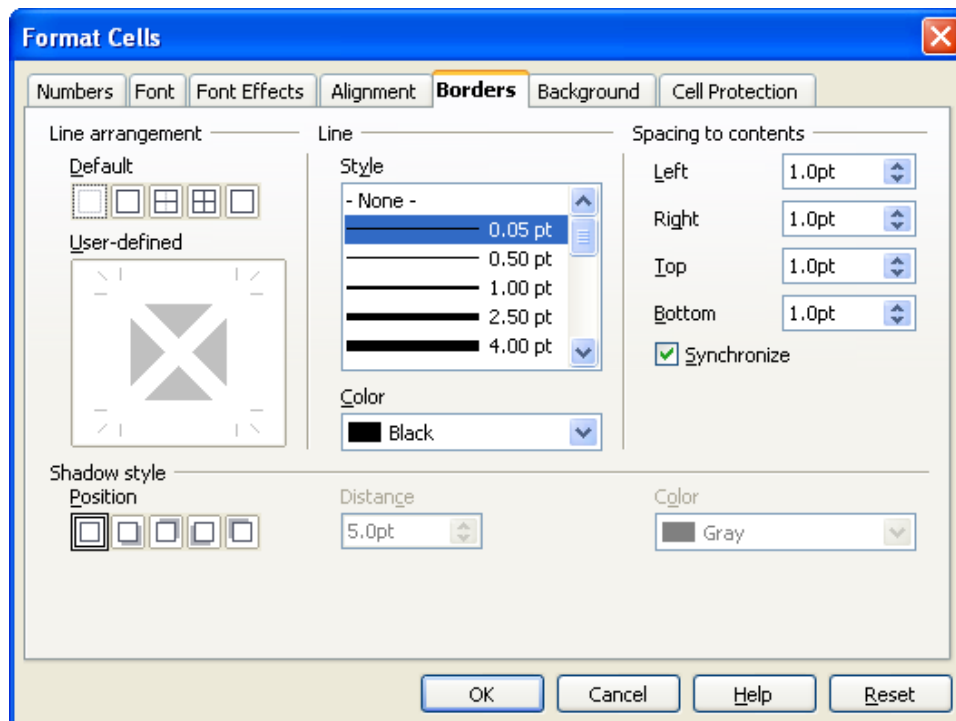 Format Cells
Numbers Font Font Effects Alignment Borders Background Cell Protection
Line arrangement
Default
User-defined
Line
Style
- None -
0.05 pt
0.50 pt
1.00 pt
2.50 pt
4.00 pt
Color
Black
Spacing to contents
Left 1.0pt
Right 1.0pt
Top 1.0pt
Bottom 1.0pt
Synchronize
Shadow style
Position
Distance
5.0pt
Color
Gray
OK Cancel Help Reset